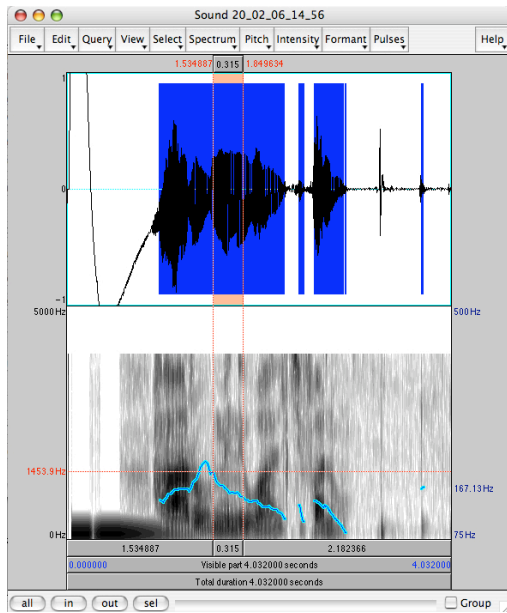 Sound 20_02_06_14_56
File Edit Query View Select Spectrum Pitch Intensity Formant Pulses Help
1.534887 0.315 1.849634
1
0
-1
5000 Hz 500 Hz
1453.9 Hz
167.13 Hz
0 Hz 75 Hz
1.534887 0.315 2.182366
0.000000 Visible part 4.032000 seconds 4.032000
Total duration 4.032000 seconds
all in out sel Group